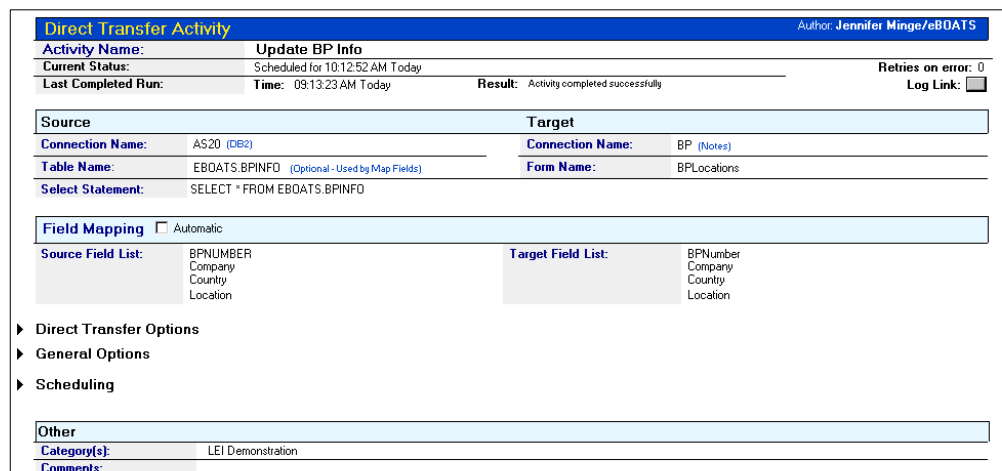 Direct Transfer Activity Author: Jennifer Minge/eBOATS
Activity Name: Update BP Info
Current Status: Scheduled for 10:12:52 AM Today Retries on error: 0
Last Completed Run: Time: 09:13:23 AM Today Result: Activity completed successfully Log Link:
Source Target
Connection Name: AS20 (DB2) Connection Name: BP (Notes)
Table Name: EBOATS.BPINFO (Optional - Used by Map Fields) Form Name: BPLocations
Select Statement: SELECT * FROM EBOATS.BPINFO
Field Mapping Automatic
Source Field List: BPNUMBER Target Field List: BPNumber
Company Company
Country Country
Location Location
Direct Transfer Options
General Options
Scheduling
Other
Category(s): LEI Demonstration
Comments: